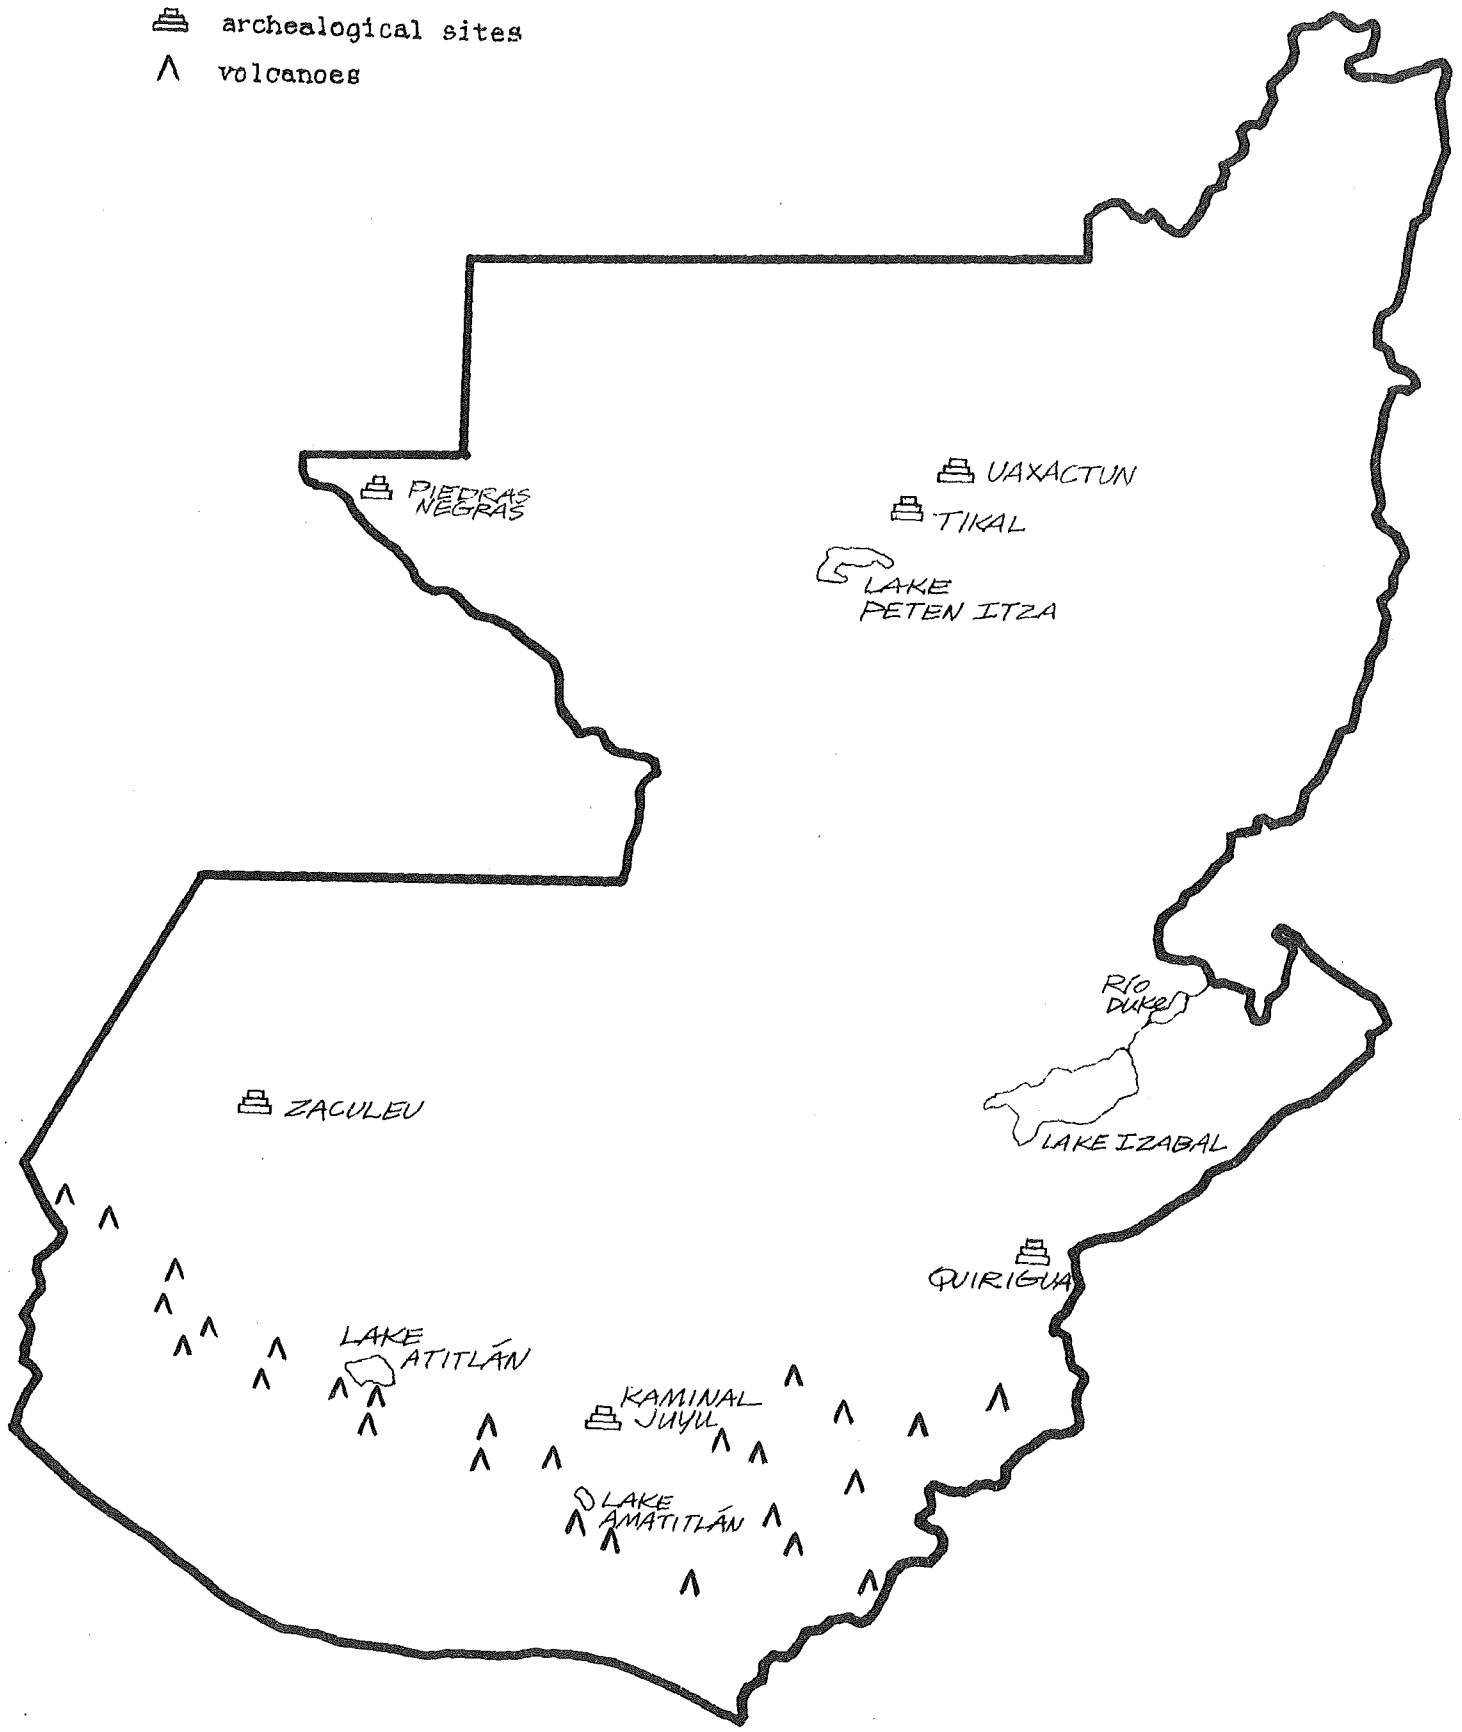 archealogical sites
volcanoes
PIEDRAS
NEGRAS
UAXACTUN
TIKAL
LAKE
PETEN ITZA
RÍO
DUKE
LAKE IZABAL
ZACULEU
QUIRIGUA
LAKE
ATITLÁN
KAMINAL
JUYU
LAKE
AMATITLÁN